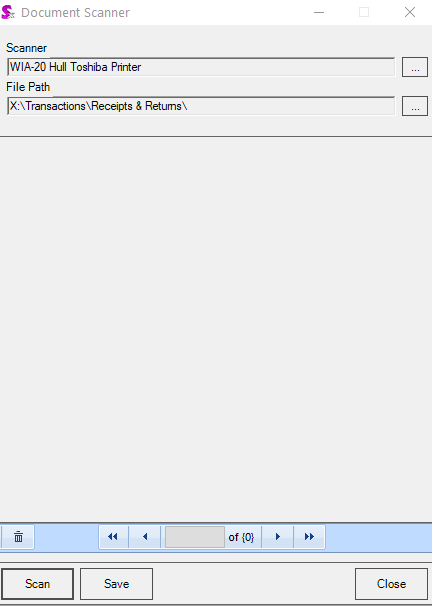 Document Scanner
Scanner
WIA-20 Hull Toshiba Printer
...
File Path
X:\Transactions\Receipts & Returns\
...
of {0}
Scan
Save
Close